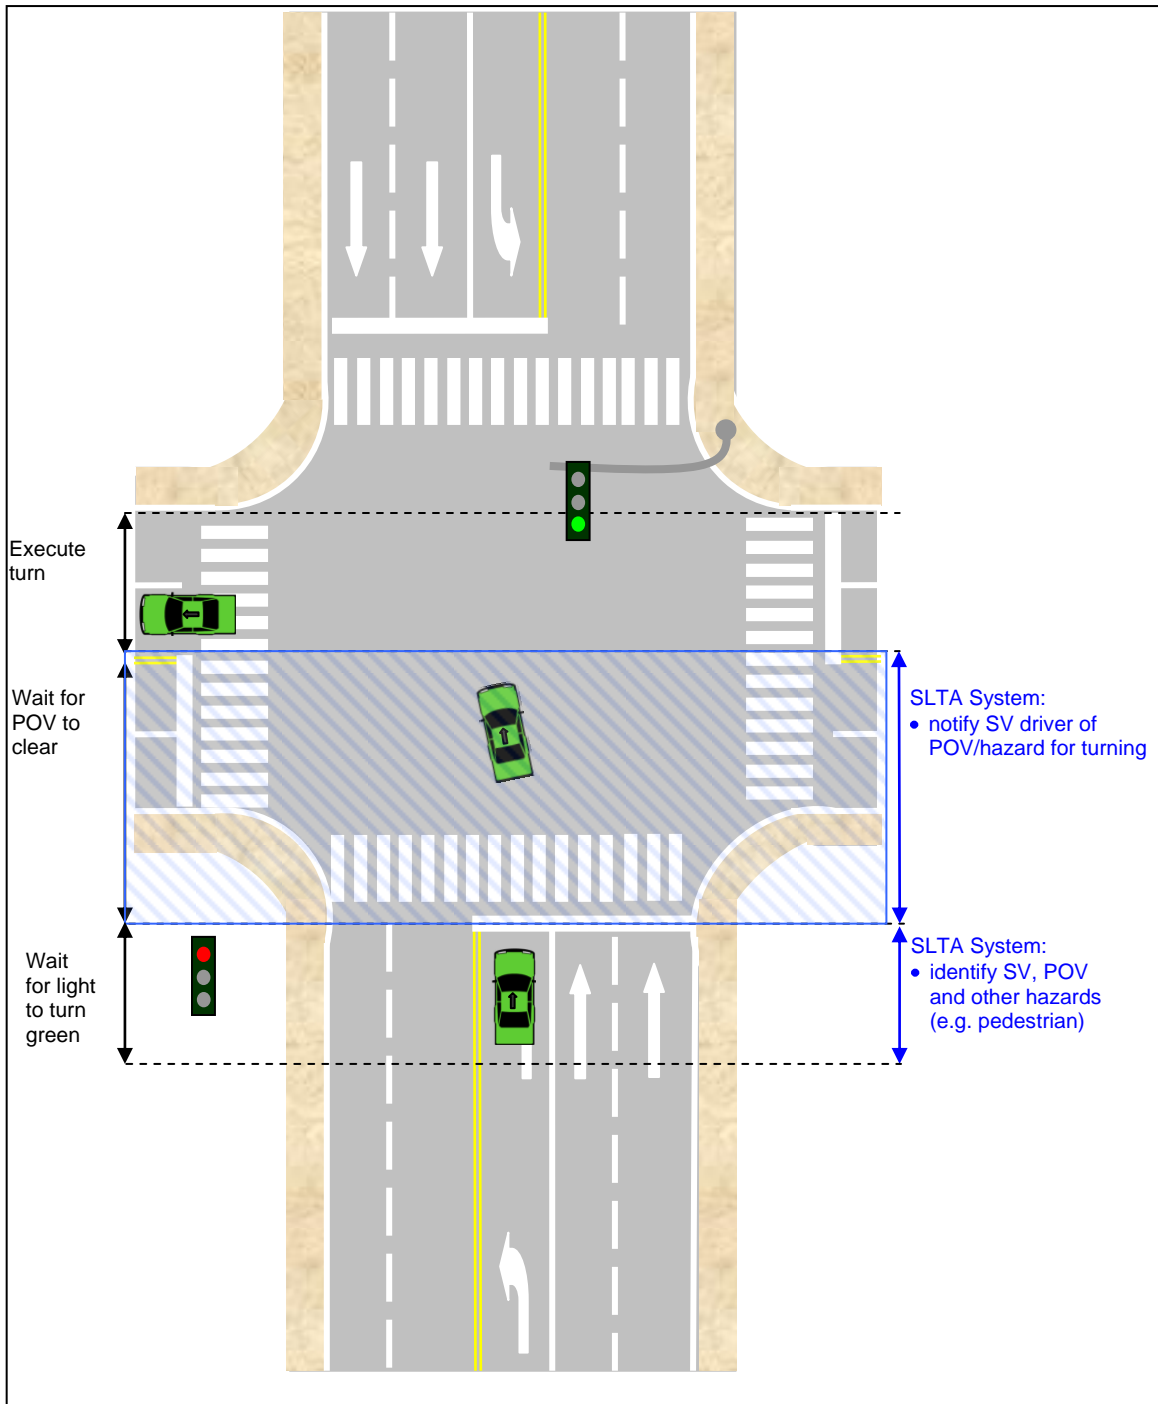 Execute
turn
Wait for
POV to
clear
SLTA System:
• notify SV driver of
POV/hazard for turning
Wait
for light
to turn
green
SLTA System:
• identify SV, POV
and other hazards
(e.g. pedestrian)